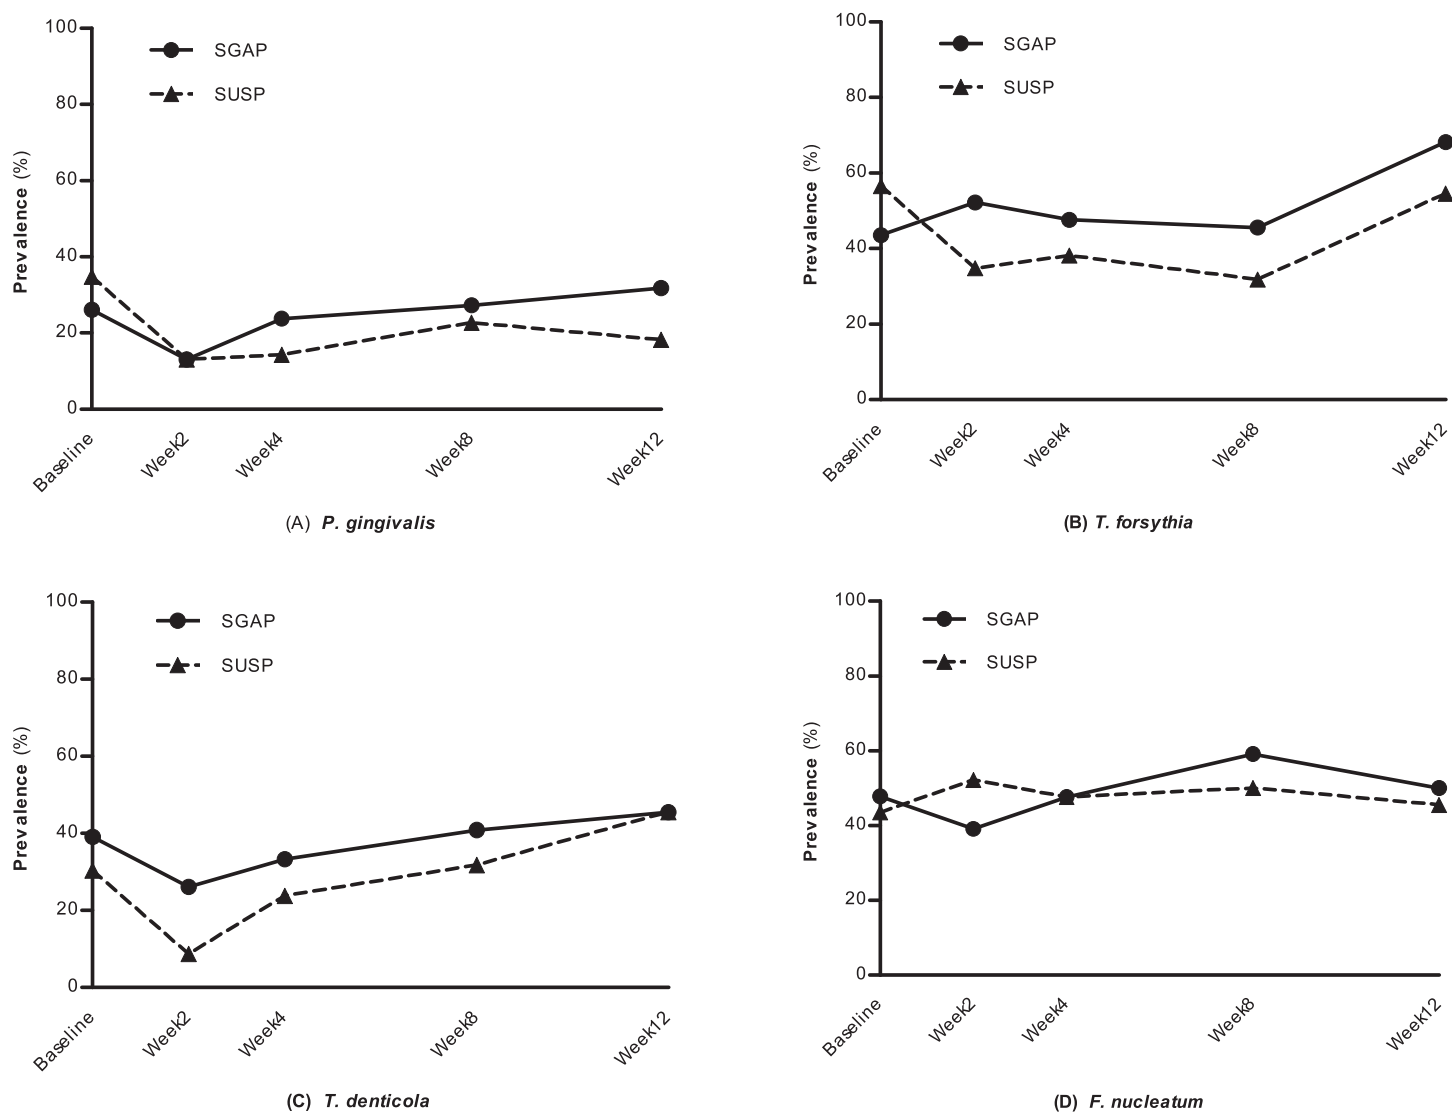 100
80
60
40
20
0
Prevalence (%)
SGAP
SUSP
Baseline
Week2
Week4
Week8
Week12
(A) P. gingivalis
100
80
60
40
20
0
Prevalence (%)
SGAP
SUSP
Baseline
Week2
Week4
Week8
Week12
(B) T. forsythia
100
80
60
40
20
0
Prevalence (%)
SGAP
SUSP
Baseline
Week2
Week4
Week8
Week12
(C) T. denticola
100
80
60
40
20
0
Prevalence (%)
SGAP
SUSP
Baseline
Week2
Week4
Week8
Week12
(D) F. nucleatum